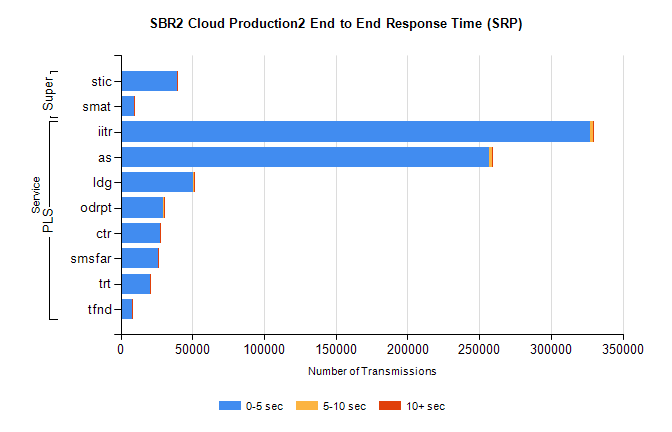 SBR2 Cloud Production2 End to End Response Time (SRP)
Super
stic
smat
Service
PLS
iitr
as
ldg
odrpt
ctr
smsfar
trt
tfnd
0 50000 100000 150000 200000 250000 300000 350000
Number of Transmissions
0-5 sec 5-10 sec 10+ sec